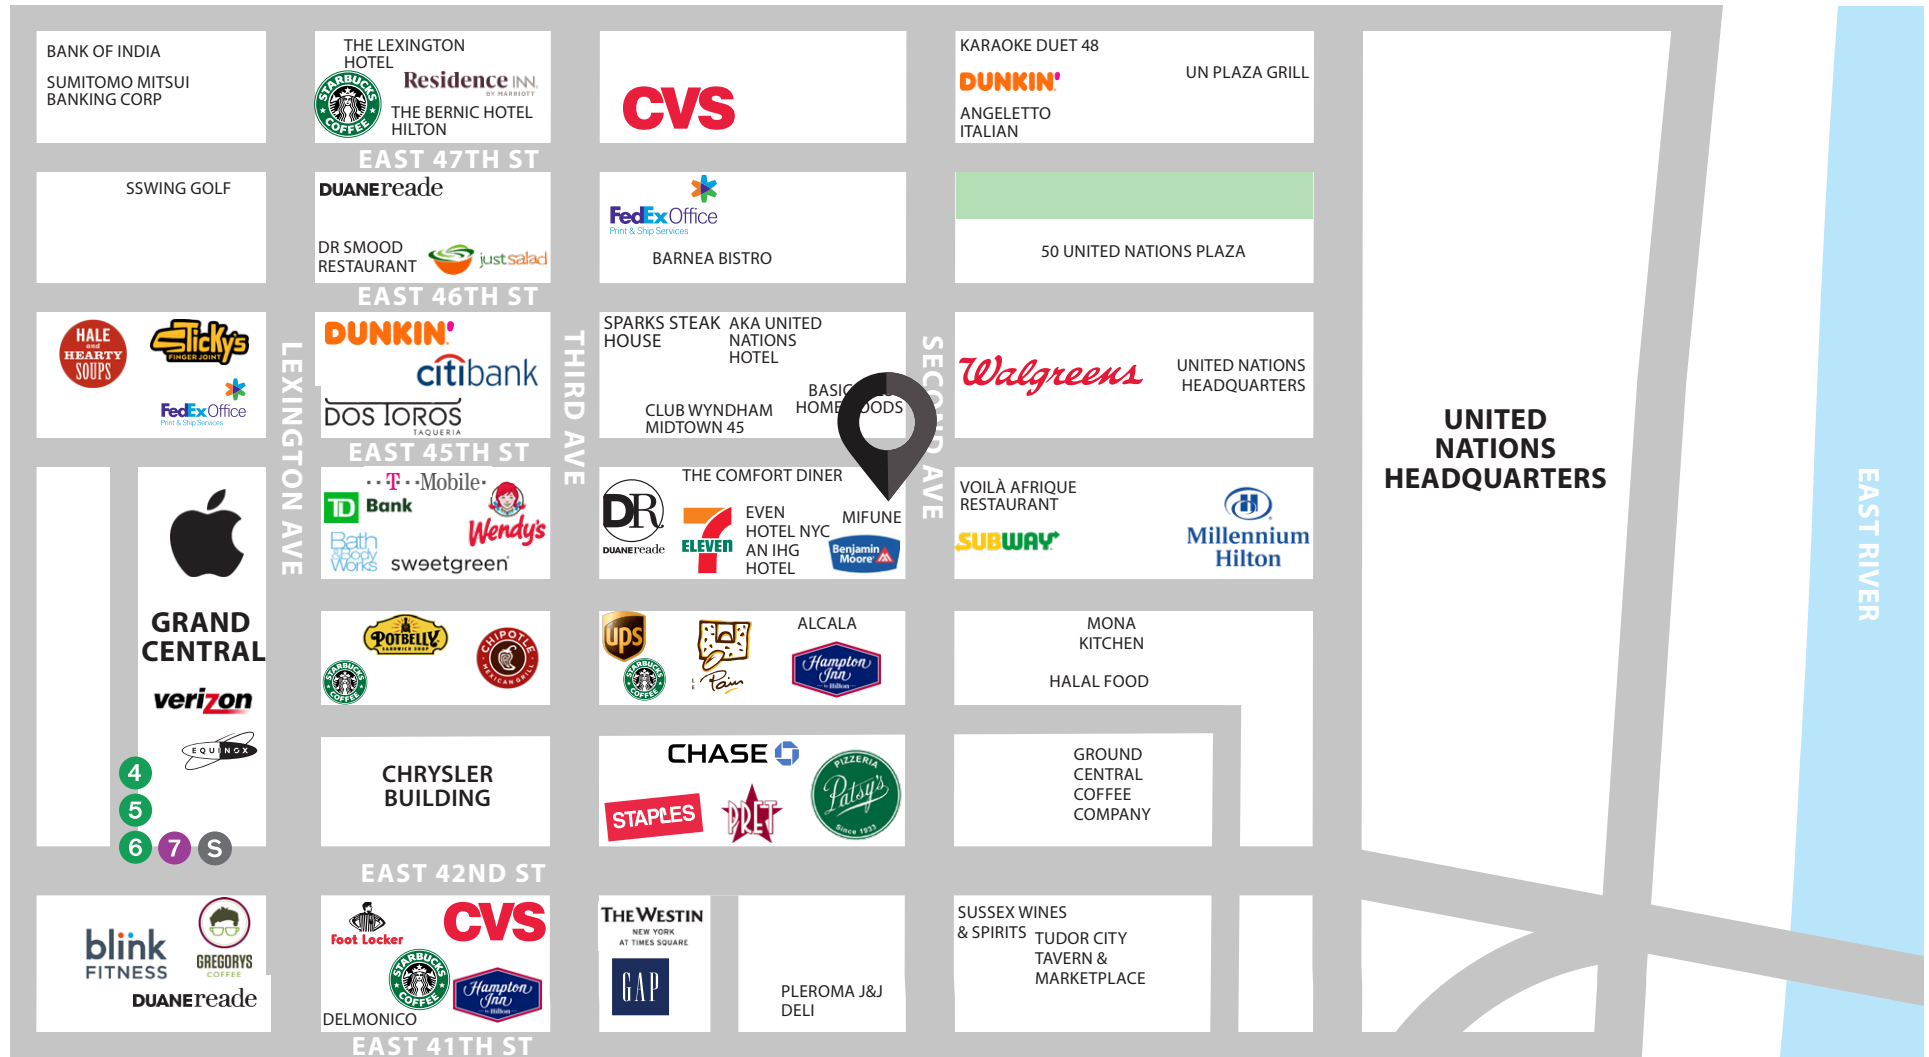 BANK OF INDIA
SUMITOMO MITSUI
BANKING CORP
THE LEXINGTON
HOTEL
STARBUCKS
COFFEE
Residence INN.
BY MARRIOTT
THE BERNIC HOTEL
HILTON
CVS
KARAOKE DUET 48
DUNKIN'
ANGELETTO
ITALIAN
UN PLAZA GRILL
EAST 47TH ST
SSWING GOLF
DUANEreade
DR SMOOD
RESTAURANT
justsalad
FedEx Office
Print & Ship Services
BARNEA BISTRO
50 UNITED NATIONS PLAZA
EAST 46TH ST
HALE
and
HEARTY
SOUPS
Sticky's
FINGER JOINT
FedEx Office
Print & Ship Services
LEXINGTON AVE
DUNKIN'
citibank
DOS TOROS
TAQUERIA
THIRD AVE
SPARKS STEAK
HOUSE
AKA UNITED
NATIONS
HOTEL
CLUB WYNDHAM
MIDTOWN 45
BASIC
HOME OODS
SECOND AVE
Walgreens
UNITED NATIONS
HEADQUARTERS
UNITED
NATIONS
HEADQUARTERS
EAST RIVER
EAST 45TH ST
GRAND
CENTRAL
verizon
EQUINOX
4
5
6
7
S
T-Mobile
TD Bank
Wendy's
Bath
& Body
Works
sweetgreen
THE COMFORT DINER
DR
DUANEreade
7
ELEVEN
EVEN
HOTEL NYC
AN IHG
HOTEL
MIFUNE
Benjamin
Moore
VOILÀ AFRIQUE
RESTAURANT
SUBWAY
Millennium
Hilton
POTBELLY
SANDWICH SHOP
STARBUCKS
COFFEE
CHIPOTLE
MEXICAN GRILL
ups
STARBUCKS
COFFEE
LE Pain
ALCALA
Hampton
Inn
by Hilton
MONA
KITCHEN
HALAL FOOD
CHRYSLER
BUILDING
CHASE
STAPLES
PRET
PIZZERIA
Patsy's
Since 1933
GROUND
CENTRAL
COFFEE
COMPANY
EAST 42ND ST
blink
FITNESS
GREGORYS
COFFEE
DUANEreade
Foot Locker
CVS
STARBUCKS
COFFEE
Hampton
Inn
by Hilton
DELMONICO
THE WESTIN
NEW YORK
AT TIMES SQUARE
GAP
PLEROMA J&J
DELI
SUSSEX WINES
& SPIRITS
TUDOR CITY
TAVERN &
MARKETPLACE
EAST 41TH ST